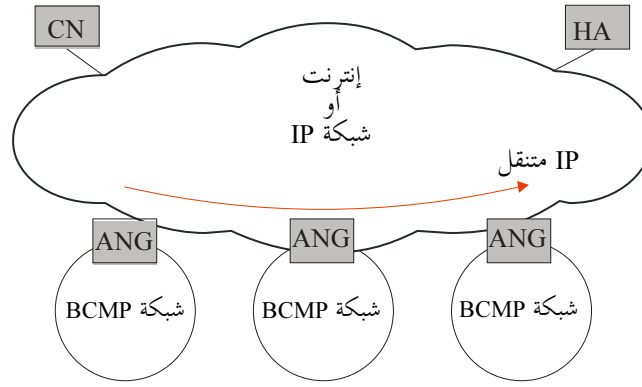 CN
HA
إنترنت
أو
شبكة IP
IP متنقل
ANG
ANG
ANG
شبكة BCMP
شبكة BCMP
شبكة BCMP